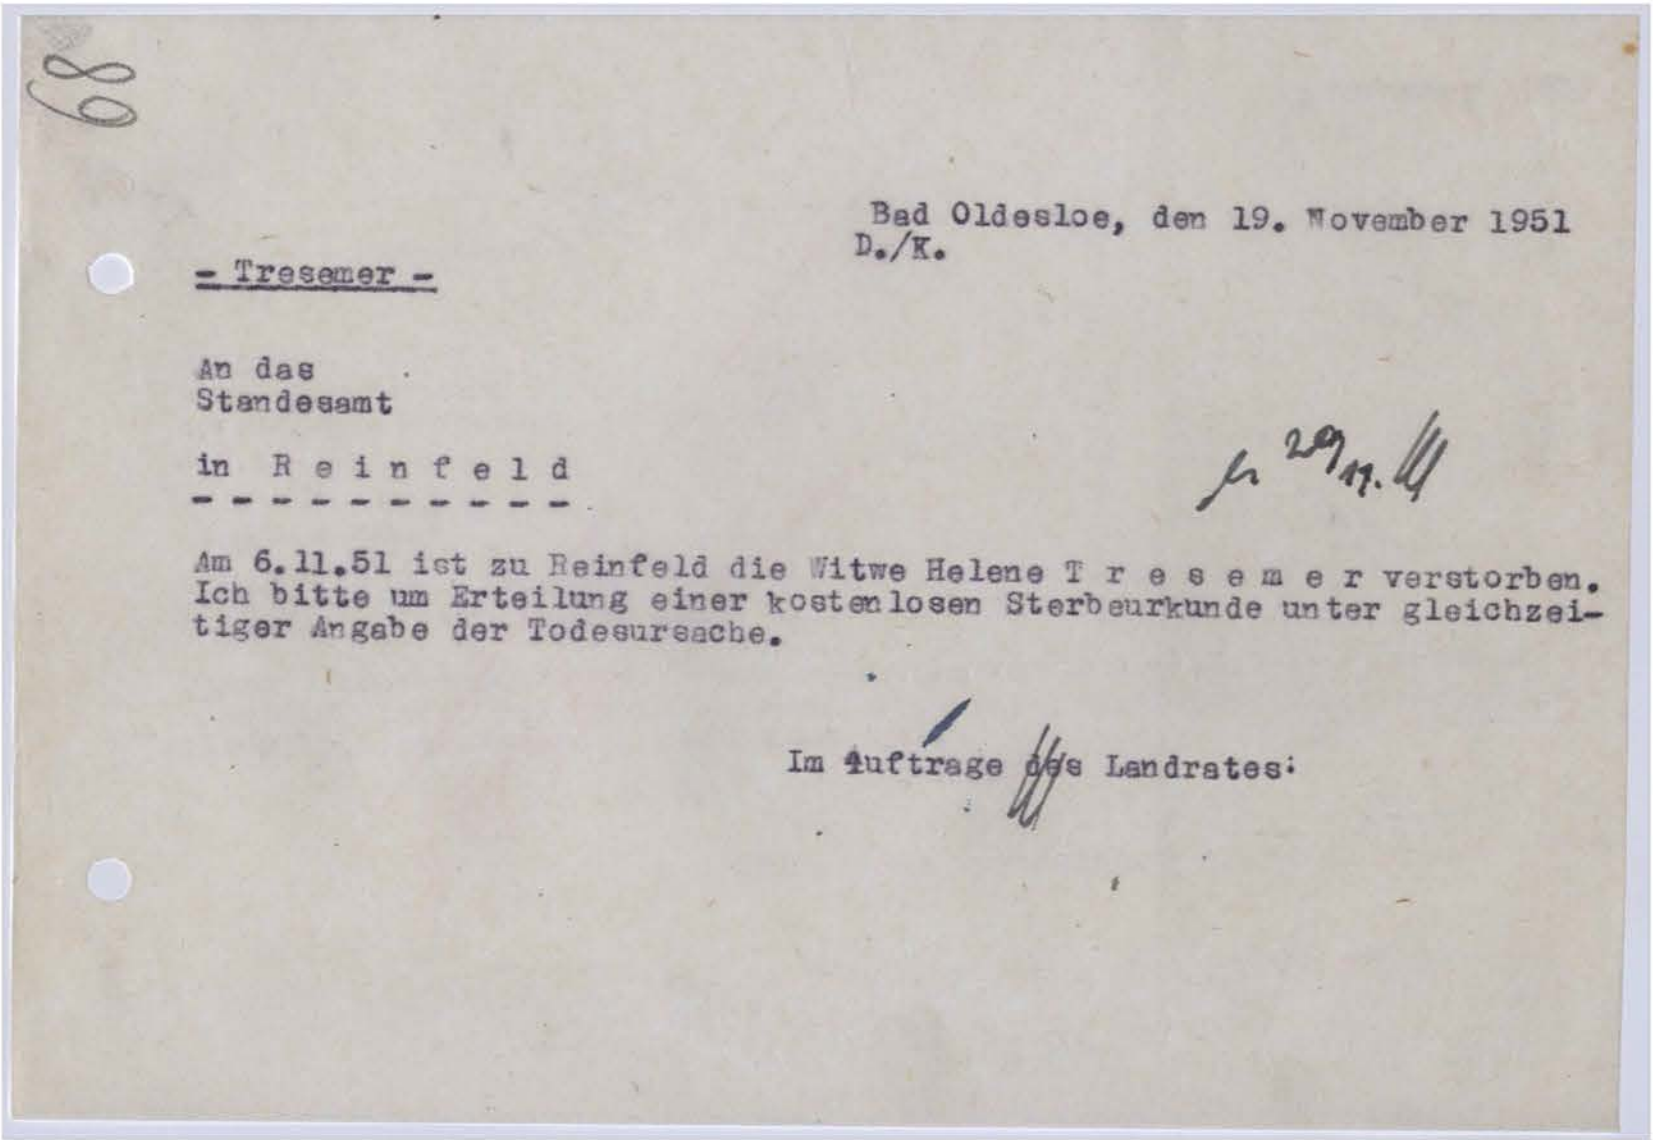 68
Bad Oldesloe, den 19. November 1951
D./K.
- Tresemer -
An das
Standesamt
in R e i n f e l d
- - - - - - - - - -
29/11.
Am 6.11.51 ist zu Reinfeld die Witwe Helene T r e s e m e r verstorben.
Ich bitte um Erteilung einer kostenlosen Sterbeurkunde unter gleichzei-
tiger Angabe der Todesursache.
Im Auftrage des Landrates: